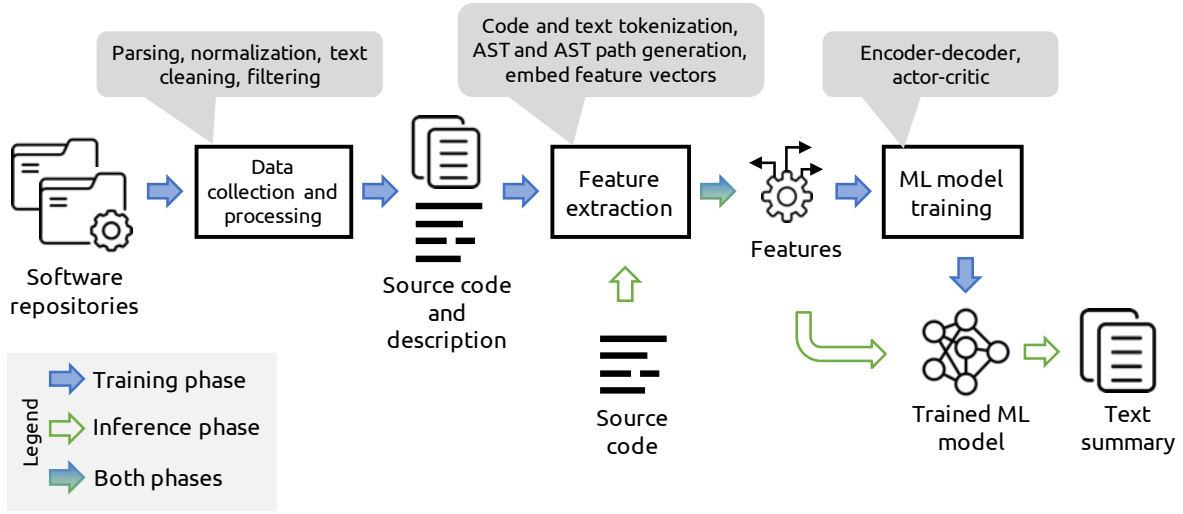 Parsing, normalization, text
cleaning, filtering
Code and text tokenization,
AST and AST path generation,
embed feature vectors
Encoder-decoder,
actor-critic
Software
repositories
Data
collection and
processing
Source code
and
description
Feature
extraction
Features
ML model
training
Source
code
Trained ML
model
Text
summary
Legend
Training phase
Inference phase
Both phases